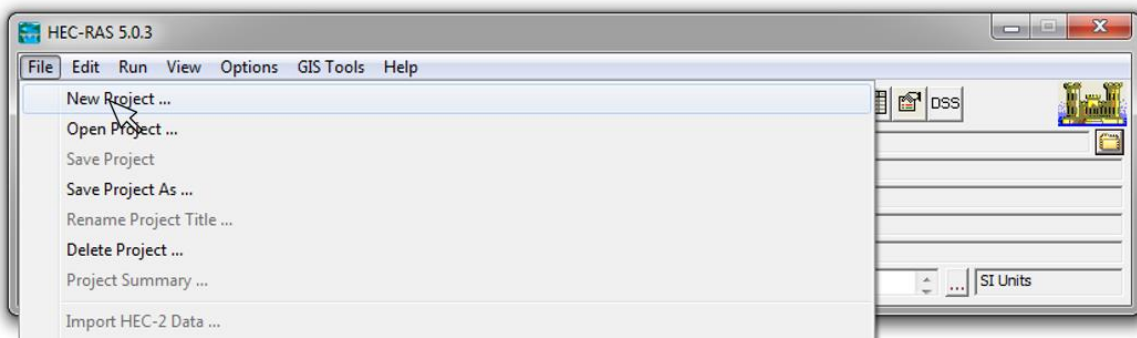 HEC-RAS 5.0.3
File Edit Run View Options GIS Tools Help
New Project ...
DSS
Open Project ...
Save Project
Save Project As ...
Rename Project Title ...
Delete Project ...
Project Summary ...
... SI Units
Import HEC-2 Data ...